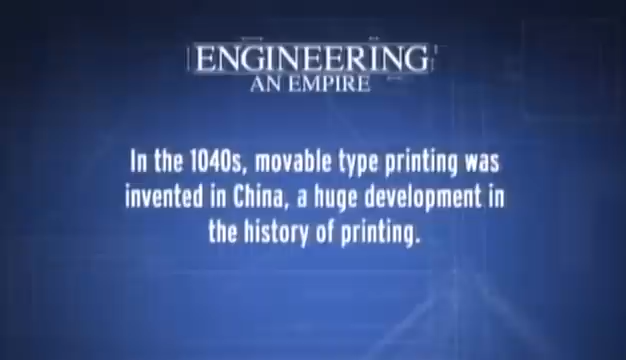 ENGINEERING
AN EMPIRE
In the 1040s, movable type printing was
invented in China, a huge development in
the history of printing.